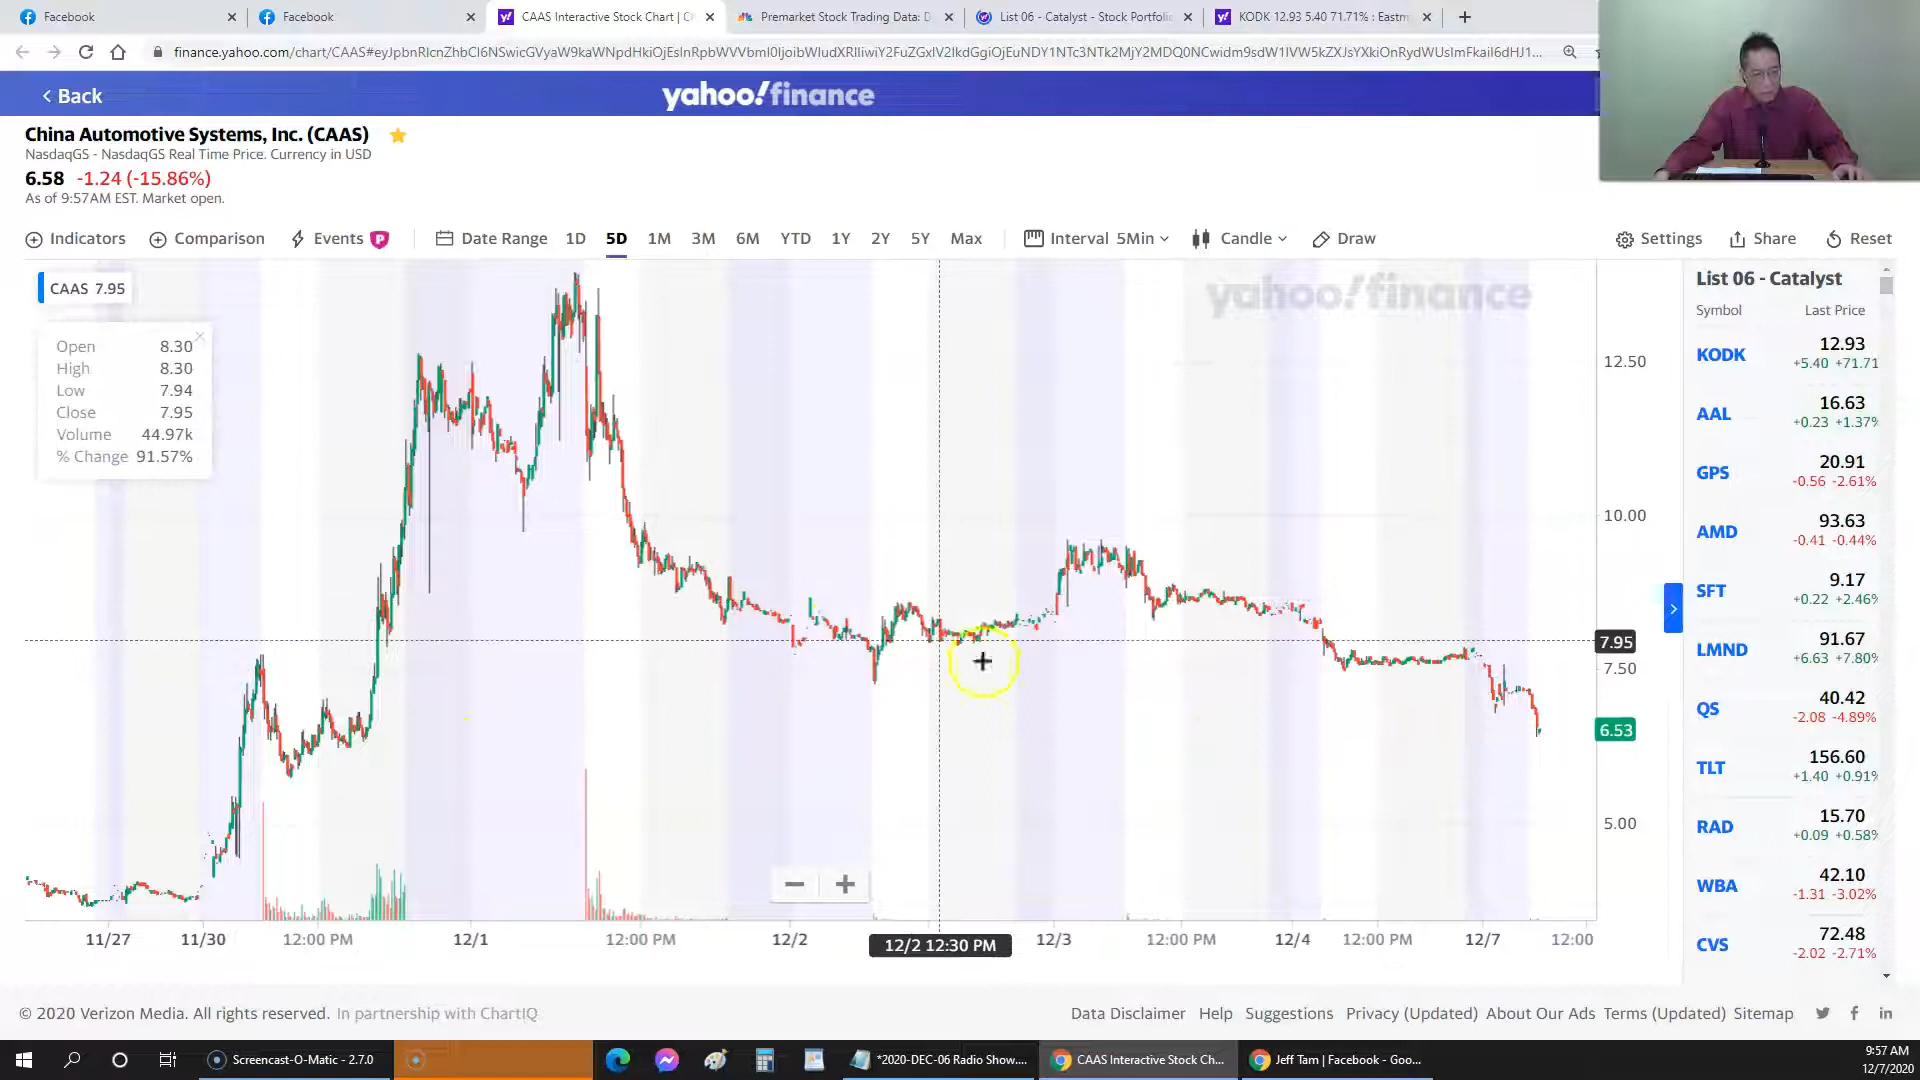 Facebook
Facebook
CAAS Interactive Stock Chart | Cl
Premarket Stock Trading Data: D
List 06 - Catalyst - Stock Portfolio
KODK 12.93 5.40 71.71% : Eastm
< Back
yahoo!finance
China Automotive Systems, Inc. (CAAS)
NasdaqGS - NasdaqGS Real Time Price. Currency in USD
6.58 -1.24 (-15.86%)
As of 9:57AM EST. Market open.
Indicators Comparison Events Date Range 1D 5D 1M 3M 6M YTD 1Y 2Y 5Y Max Interval 5Min Candle Draw Settings Share Reset
CAAS 7.95
yahoo!finance
Open 8.30
High 8.30
Low 7.94
Close 7.95
Volume 44.97k
% Change 91.57%
12.50
10.00
7.95
7.50
6.53
5.00
11/27 11/30 12:00 PM 12/1 12:00 PM 12/2 12/2 12:30 PM 12/3 12:00 PM 12/4 12:00 PM 12/7 12:00
List 06 - Catalyst
Symbol Last Price
KODK 12.93
+5.40 +71.71
AAL 16.63
+0.23 +1.37%
GPS 20.91
-0.56 -2.61%
AMD 93.63
-0.41 -0.44%
SFT 9.17
+0.22 +2.46%
LMND 91.67
+6.63 +7.80%
QS 40.42
-2.08 -4.89%
TLT 156.60
+1.40 +0.91%
RAD 15.70
+0.09 +0.58%
WBA 42.10
-1.31 -3.02%
CVS 72.48
-2.02 -2.71%
© 2020 Verizon Media. All rights reserved. In partnership with ChartIQ
Data Disclaimer Help Suggestions Privacy (Updated) About Our Ads Terms (Updated) Sitemap
Screencast-O-Matic - 2.7.0
*2020-DEC-06 Radio Show....
CAAS Interactive Stock Ch...
Jeff Tam | Facebook - Goo...
9:57 AM
12/7/2020